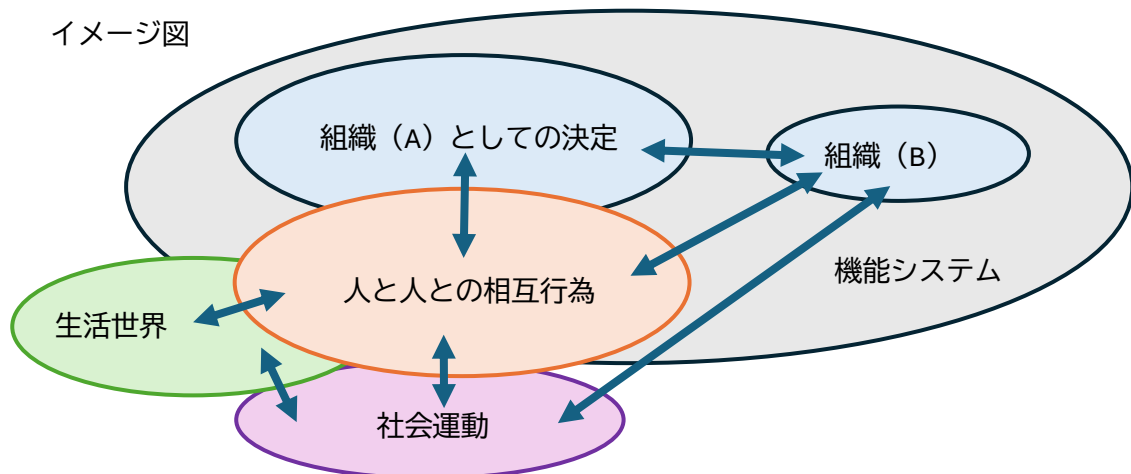 イメージ図
組織（A）としての決定
組織（B）
機能システム
人と人との相互行為
生活世界
社会運動